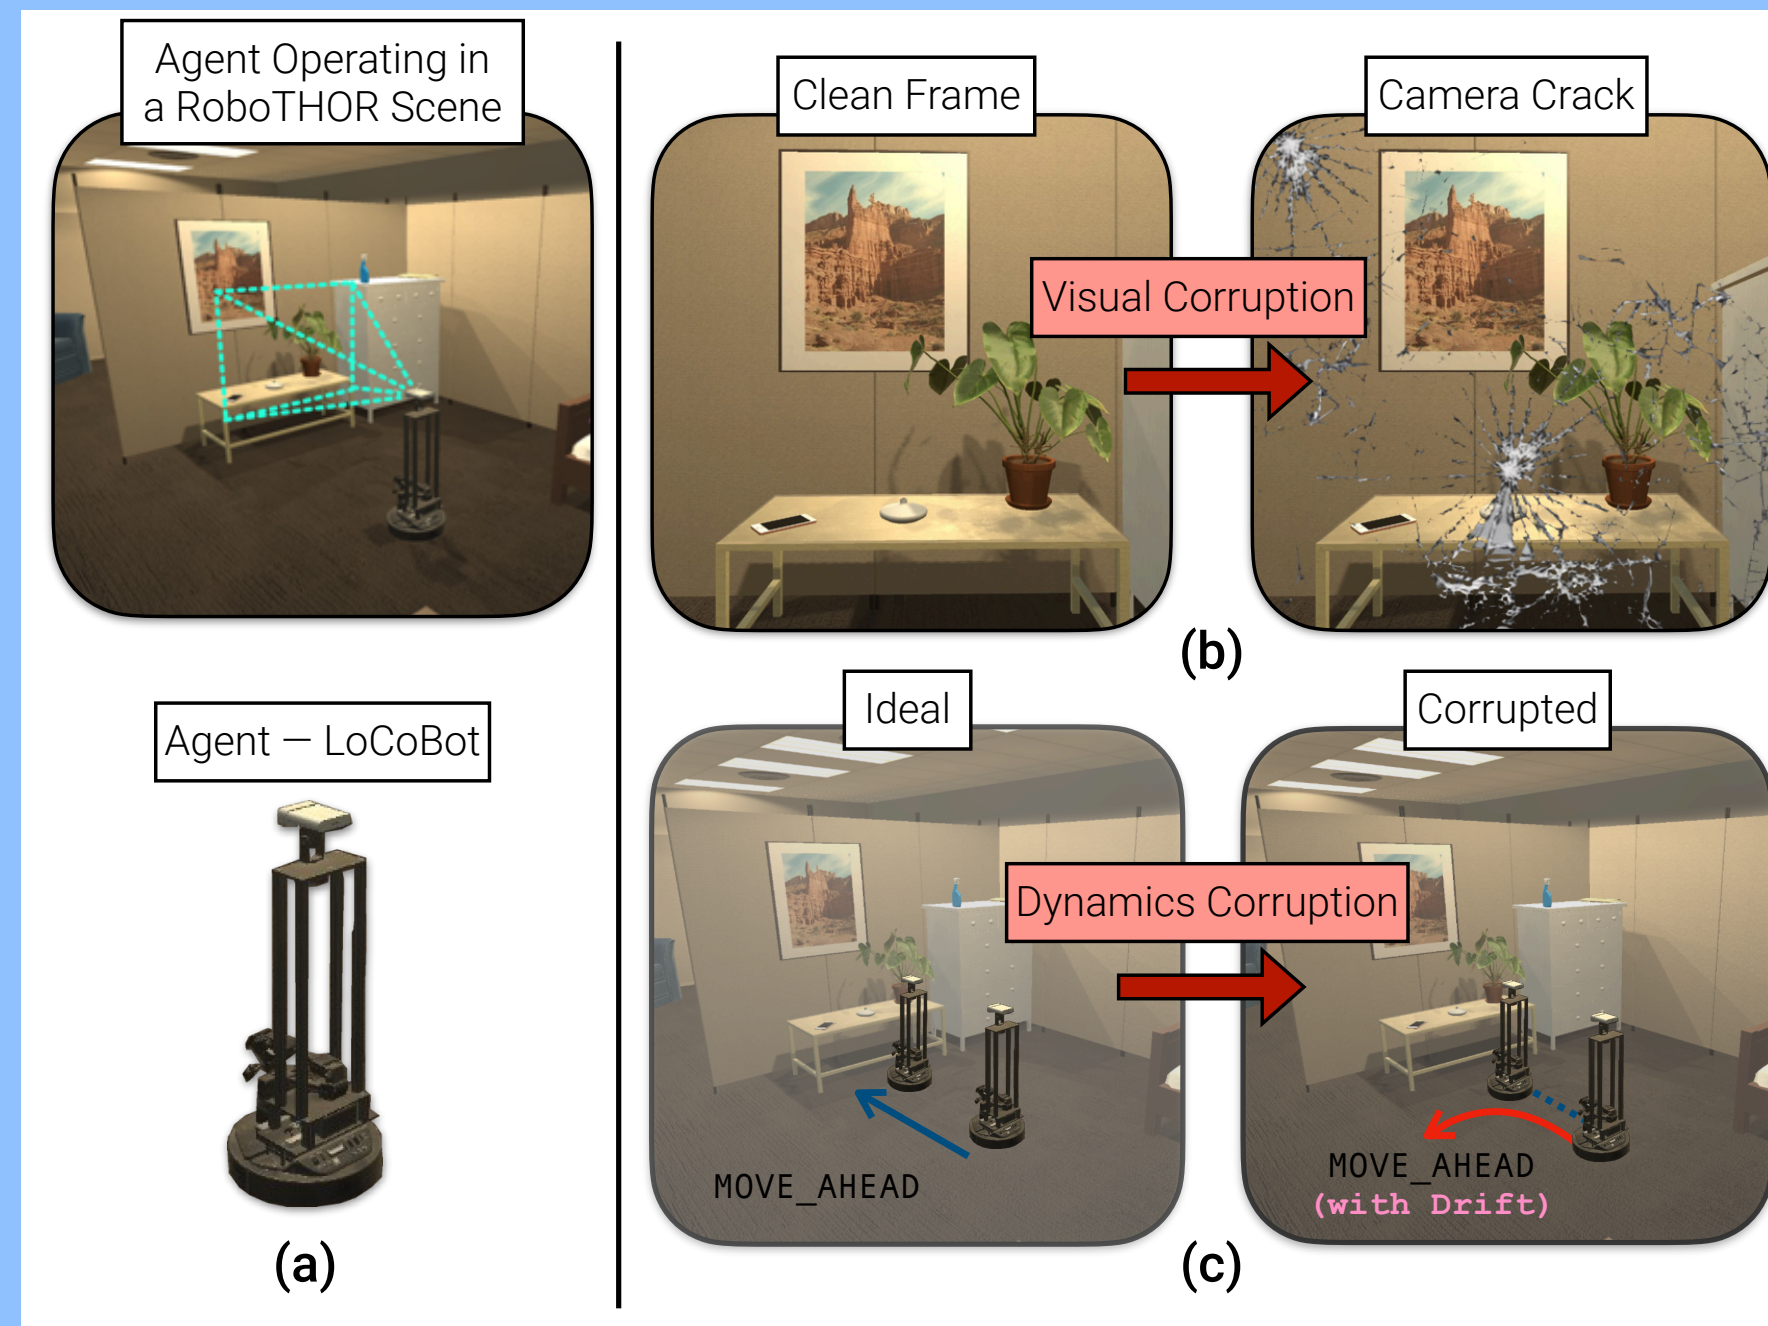 Agent Operating in
a RoboTHOR Scene
Agent — LoCoBot
(a)
Clean Frame
Camera Crack
Visual Corruption
(b)
Ideal
Corrupted
Dynamics Corruption
MOVE_AHEAD
MOVE_AHEAD
(with Drift)
(c)